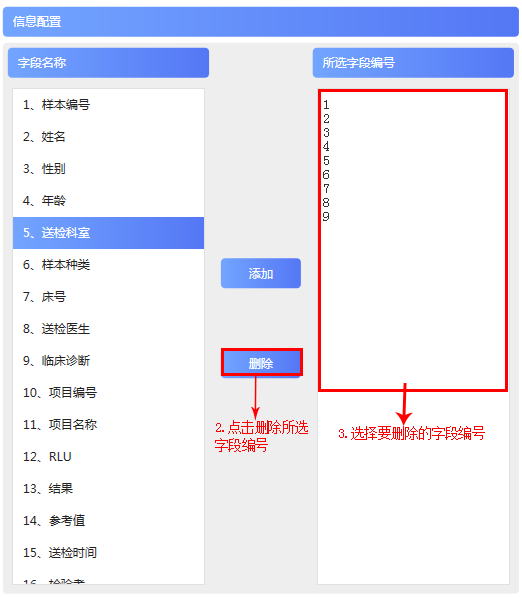 信息配置
字段名称
所选字段编号
1、样本编号
2、姓名
3、性别
4、年龄
5、送检科室
6、样本种类
7、床号
8、送检医生
9、临床诊断
10、项目编号
11、项目名称
12、RLU
13、结果
14、参考值
15、送检时间
16、检验者
添加
删除
2.点击删除所选
字段编号
1
2
3
4
5
6
7
8
9
3.选择要删除的字段编号